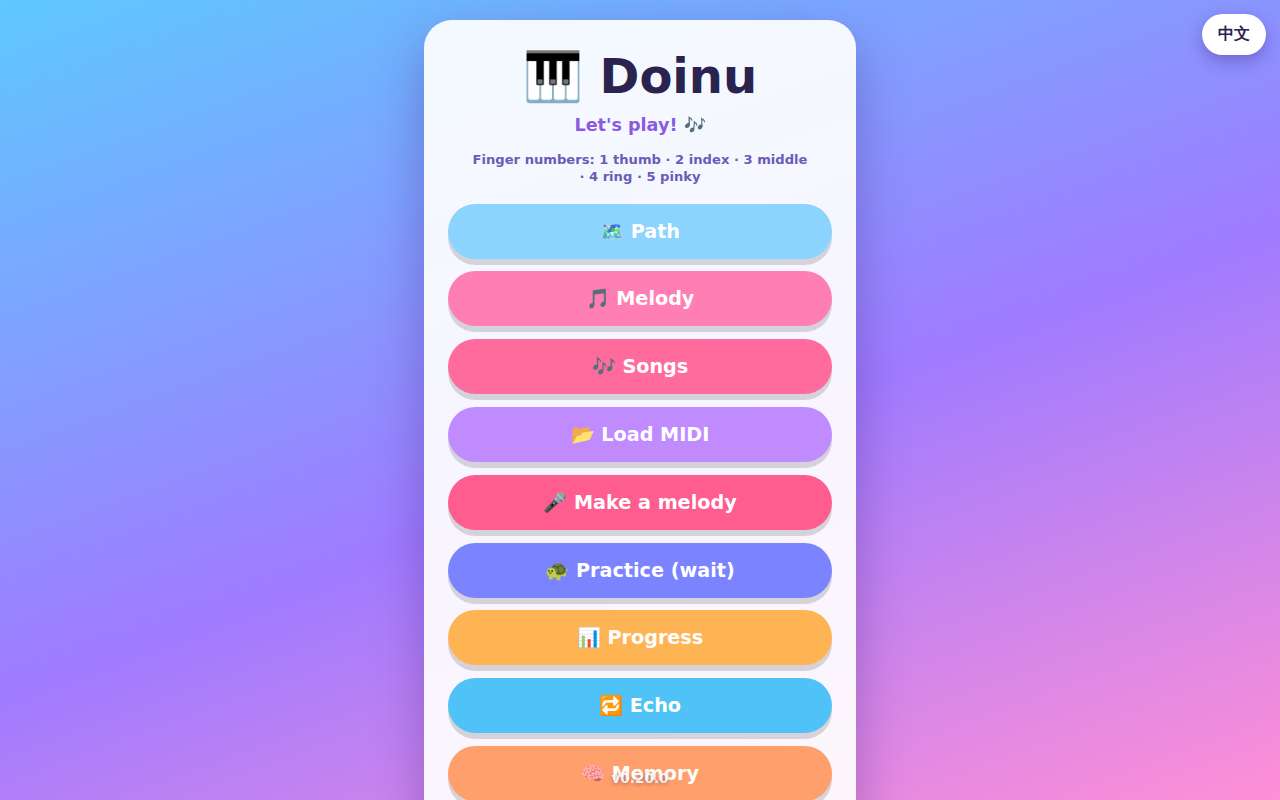 中文
Doinu
Let's play!
Finger numbers: 1 thumb · 2 index · 3 middle
· 4 ring · 5 pinky
Path
Melody
Songs
Load MIDI
Make a melody
Practice (wait)
Progress
Echo
Memory